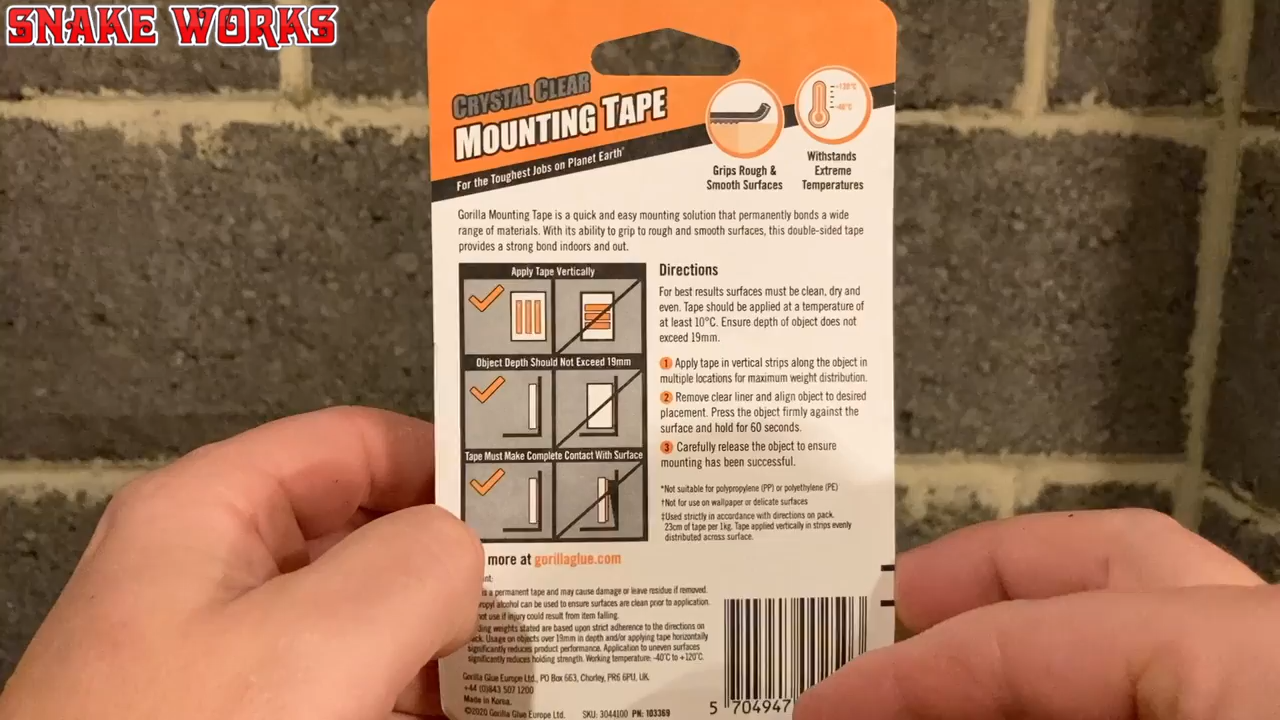 SNAKE WORKS
CRYSTAL CLEAR
MOUNTING TAPE
For the Toughest Jobs on Planet Earth
Grips Rough &
Smooth Surfaces
Withstands
Extreme
Temperatures
Gorilla Mounting Tape is a quick and easy mounting solution that permanently bonds a wide
range of materials. With its ability to grip to rough and smooth surfaces, this double-sided tape
provides a strong bond indoors and out.
Apply Tape Vertically
Object Depth Should Not Exceed 19mm
Tape Must Make Complete Contact With Surface
Directions
For best results surfaces must be clean, dry and
even. Tape should be applied at a temperature of
at least 10°C. Ensure depth of object does not
exceed 19mm.
1 Apply tape in vertical strips along the object in
multiple locations for maximum weight distribution.
2 Remove clear liner and align object to desired
placement. Press the object firmly against the
surface and hold for 60 seconds.
3 Carefully release the object to ensure
mounting has been successful.
*Not suitable for polypropylene (PP) or polyethylene (PE)
†Not for use on wallpaper or delicate surfaces
‡Used strictly in accordance with directions on pack.
23cm of tape per 1kg. Tape applied vertically in strips evenly
distributed across surface.
more at gorillaglue.com
is a permanent tape and may cause damage or leave residue if removed.
alcohol can be used to ensure surfaces are clean prior to application.
use if injury could result from item falling.
weights stated are based upon strict adherence to the directions on
Usage on objects over 19mm in depth and/or applying tape horizontally
significantly reduces product performance. Application to uneven surfaces
significantly reduces holding strength. Working temperature: -40°C to +120°C.
Gorilla Glue Europe Ltd., PO Box 663, Chorley, PR6 6PU, UK.
+44 (0)843 507 1200
Made in Korea.
©2020 Gorilla Glue Europe Ltd. SKU: 3044100 PN: 103369
5 704947